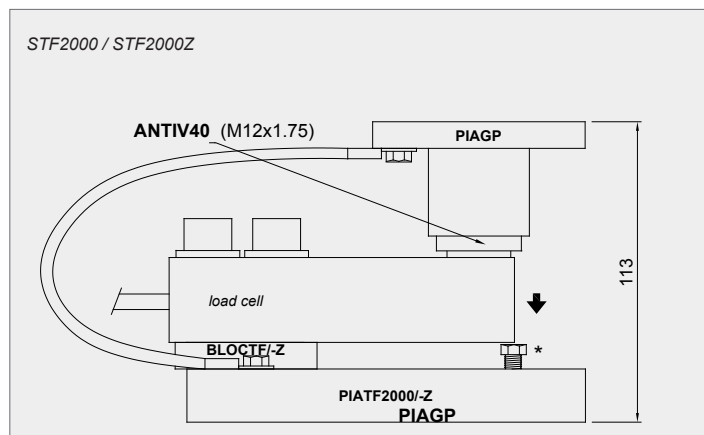 STF2000 / STF2000Z
ANTIV40 (M12x1.75)
PIAGP
113
load cell
BLOCTF/-Z
*
PIATF2000/-Z
PIAGP